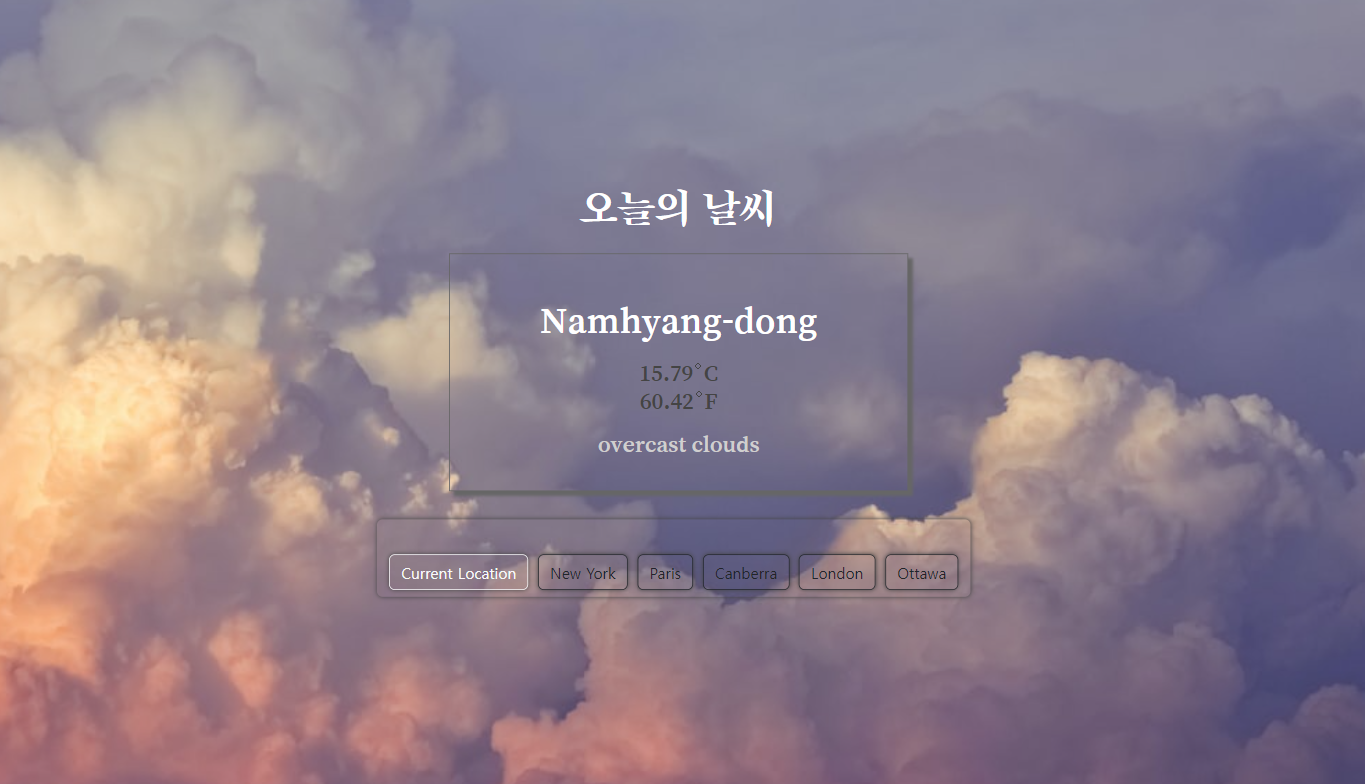 오늘의 날씨
Namhyang-dong
15.79˚C
60.42˚F
overcast clouds
Current Location New York Paris Canberra London Ottawa